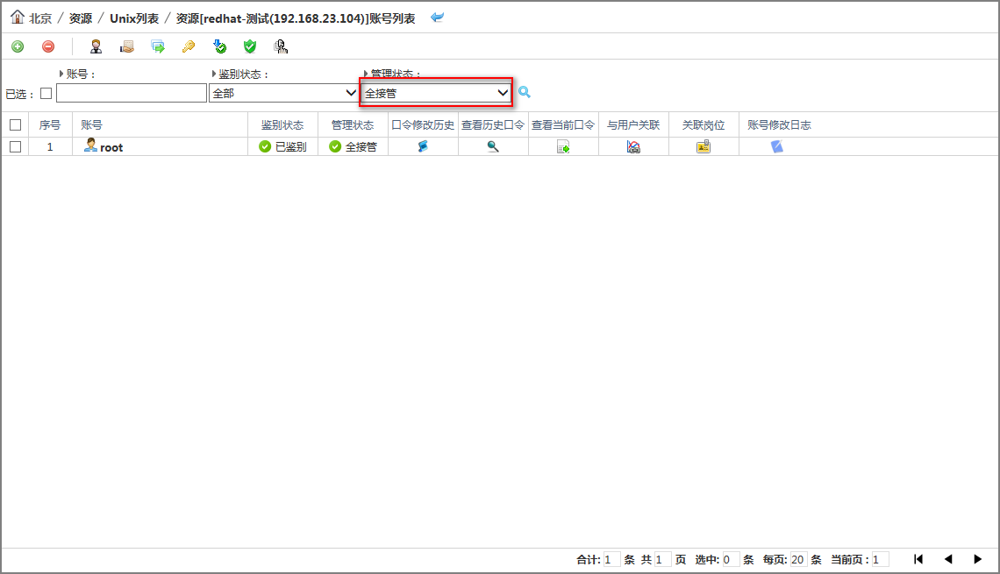 北京 / 资源 / Unix列表 / 资源[redhat-测试(192.168.23.104)]账号列表
账号： 鉴别状态： 管理状态：
已选： 全部 全接管
序号 账号 鉴别状态 管理状态 口令修改历史 查看历史口令 查看当前口令 与用户关联 关联岗位 账号修改日志
1 root 已鉴别 全接管
合计: 1 条 共 1 页 选中: 0 条 每页: 20 条 当前页 : 1